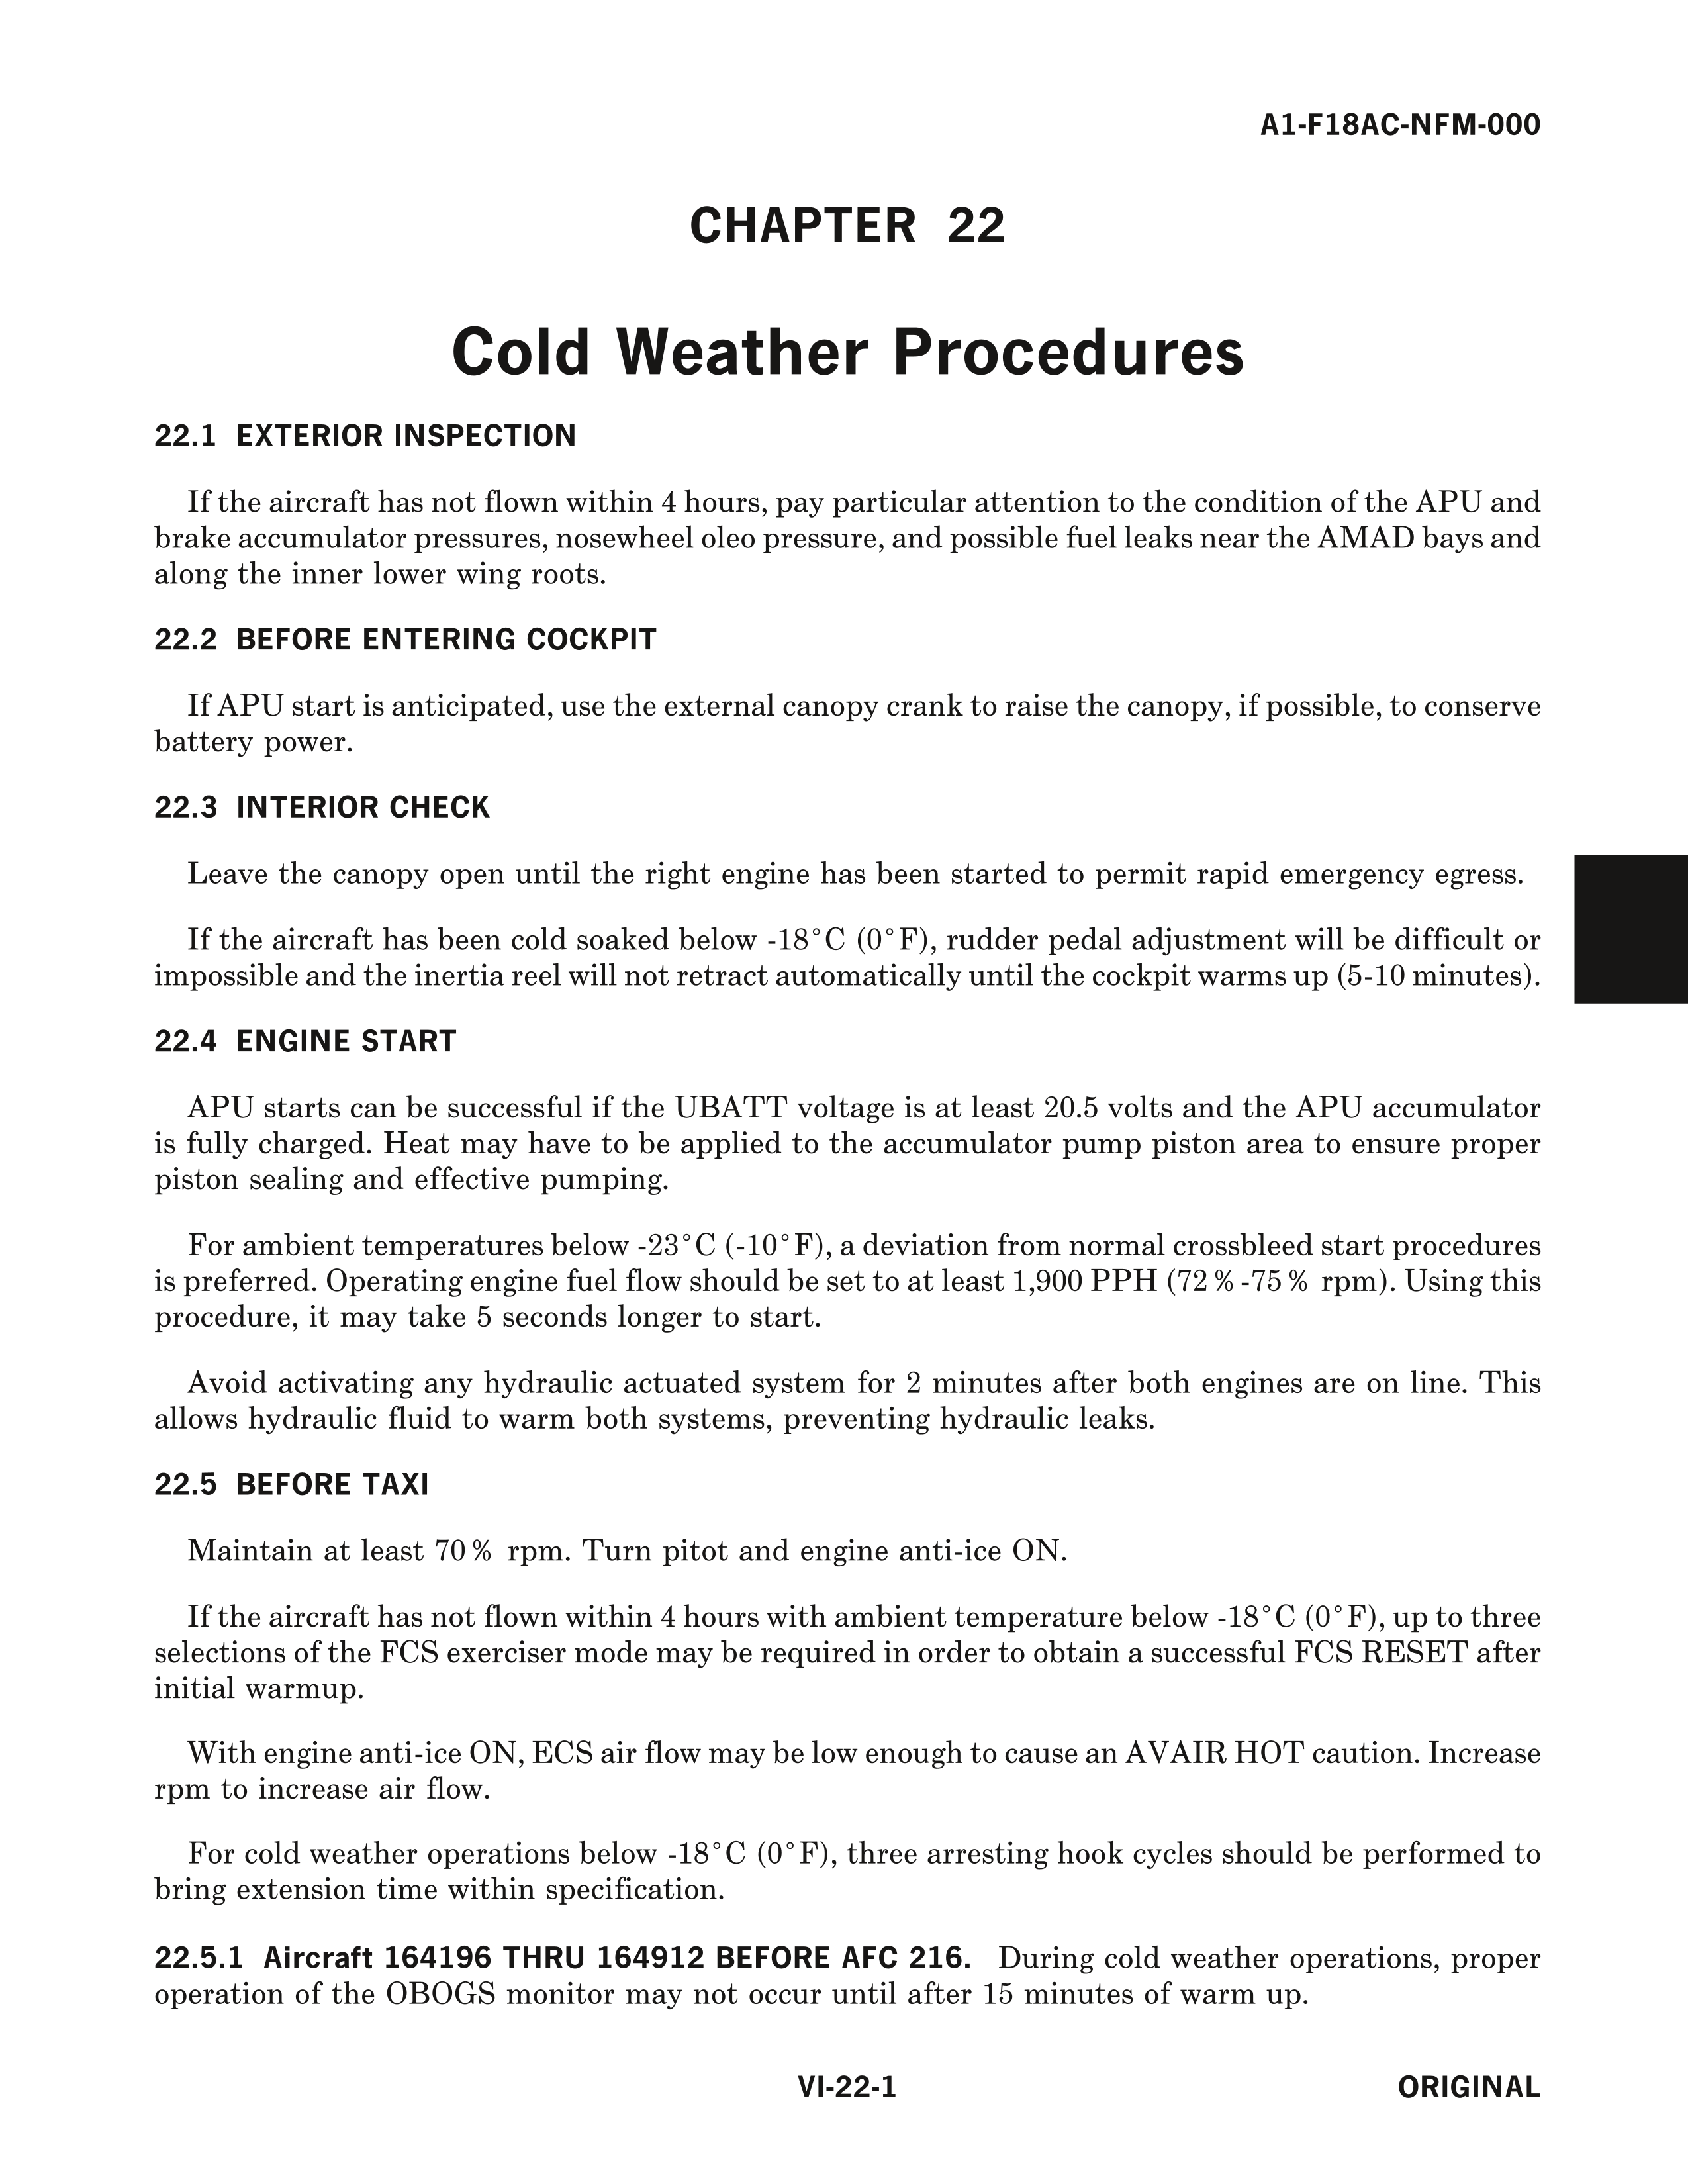 A1-F18AC-NFM-000
CHAPTER 22
Cold Weather Procedures
22.1 EXTERIOR INSPECTION
If the aircraft has not flown within 4 hours, pay particular attention to the condition of the APU and
brake accumulator pressures, nosewheel oleo pressure, and possible fuel leaks near the AMAD bays and
along the inner lower wing roots.
22.2 BEFORE ENTERING COCKPIT
If APU start is anticipated, use the external canopy crank to raise the canopy, if possible, to conserve
battery power.
22.3 INTERIOR CHECK
Leave the canopy open until the right engine has been started to permit rapid emergency egress.
If the aircraft has been cold soaked below -18°C (0°F), rudder pedal adjustment will be difficult or
impossible and the inertia reel will not retract automatically until the cockpit warms up (5-10 minutes).
22.4 ENGINE START
APU starts can be successful if the UBATT voltage is at least 20.5 volts and the APU accumulator
is fully charged. Heat may have to be applied to the accumulator pump piston area to ensure proper
piston sealing and effective pumping.
For ambient temperatures below -23°C (-10°F), a deviation from normal crossbleed start procedures
is preferred. Operating engine fuel flow should be set to at least 1,900 PPH (72%-75% rpm). Using this
procedure, it may take 5 seconds longer to start.
Avoid activating any hydraulic actuated system for 2 minutes after both engines are on line. This
allows hydraulic fluid to warm both systems, preventing hydraulic leaks.
22.5 BEFORE TAXI
Maintain at least 70% rpm. Turn pitot and engine anti-ice ON.
If the aircraft has not flown within 4 hours with ambient temperature below -18°C (0°F), up to three
selections of the FCS exerciser mode may be required in order to obtain a successful FCS RESET after
initial warmup.
With engine anti-ice ON, ECS air flow may be low enough to cause an AVAIR HOT caution. Increase
rpm to increase air flow.
For cold weather operations below -18°C (0°F), three arresting hook cycles should be performed to
bring extension time within specification.
22.5.1 Aircraft 164196 THRU 164912 BEFORE AFC 216. During cold weather operations, proper
operation of the OBOGS monitor may not occur until after 15 minutes of warm up.
VI-22-1
ORIGINAL